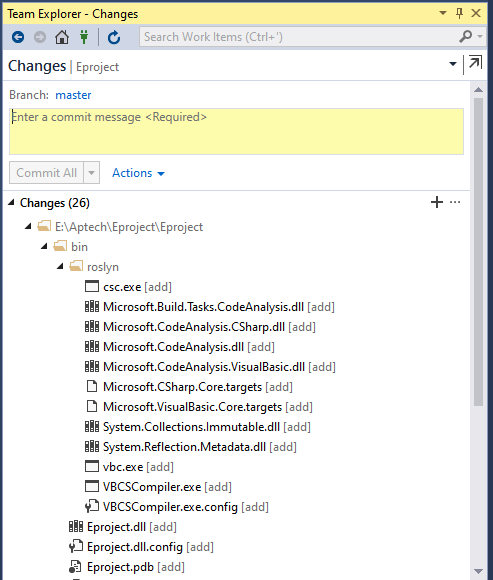 Team Explorer - Changes
Search Work Items (Ctrl+')
Changes | Eproject
Branch: master
Enter a commit message <Required>
Commit All Actions
Changes (26)
E:\Aptech\Eproject\Eproject
bin
roslyn
csc.exe [add]
Microsoft.Build.Tasks.CodeAnalysis.dll [add]
Microsoft.CodeAnalysis.CSharp.dll [add]
Microsoft.CodeAnalysis.dll [add]
Microsoft.CodeAnalysis.VisualBasic.dll [add]
Microsoft.CSharp.Core.targets [add]
Microsoft.VisualBasic.Core.targets [add]
System.Collections.Immutable.dll [add]
System.Reflection.Metadata.dll [add]
vbc.exe [add]
VBCSCompiler.exe [add]
VBCSCompiler.exe.config [add]
Eproject.dll [add]
Eproject.dll.config [add]
Eproject.pdb [add]